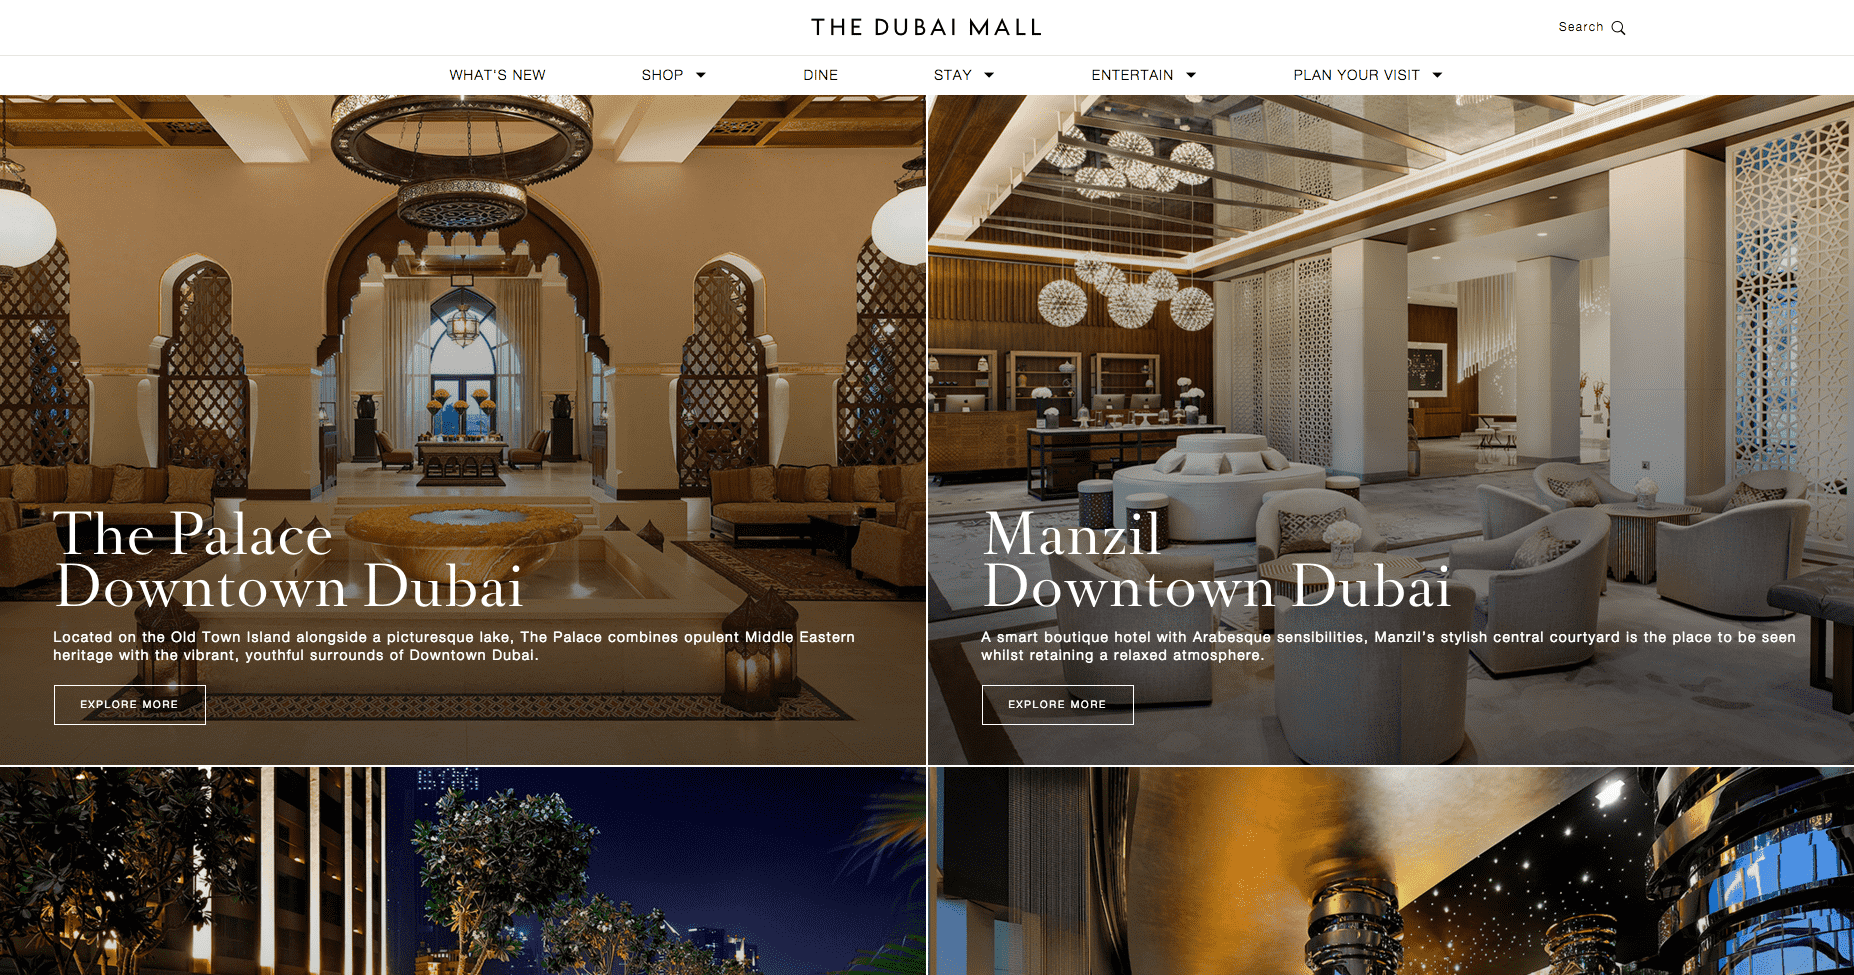 THE DUBAI MALL
Search
WHAT'S NEW
SHOP
DINE
STAY
ENTERTAIN
PLAN YOUR VISIT
The Palace
Downtown Dubai
Located on the Old Town Island alongside a picturesque lake, The Palace combines opulent Middle Eastern
heritage with the vibrant, youthful surrounds of Downtown Dubai.
EXPLORE MORE
Manzil
Downtown Dubai
A smart boutique hotel with Arabesque sensibilities, Manzil's stylish central courtyard is the place to be seen
whilst retaining a relaxed atmosphere.
EXPLORE MORE